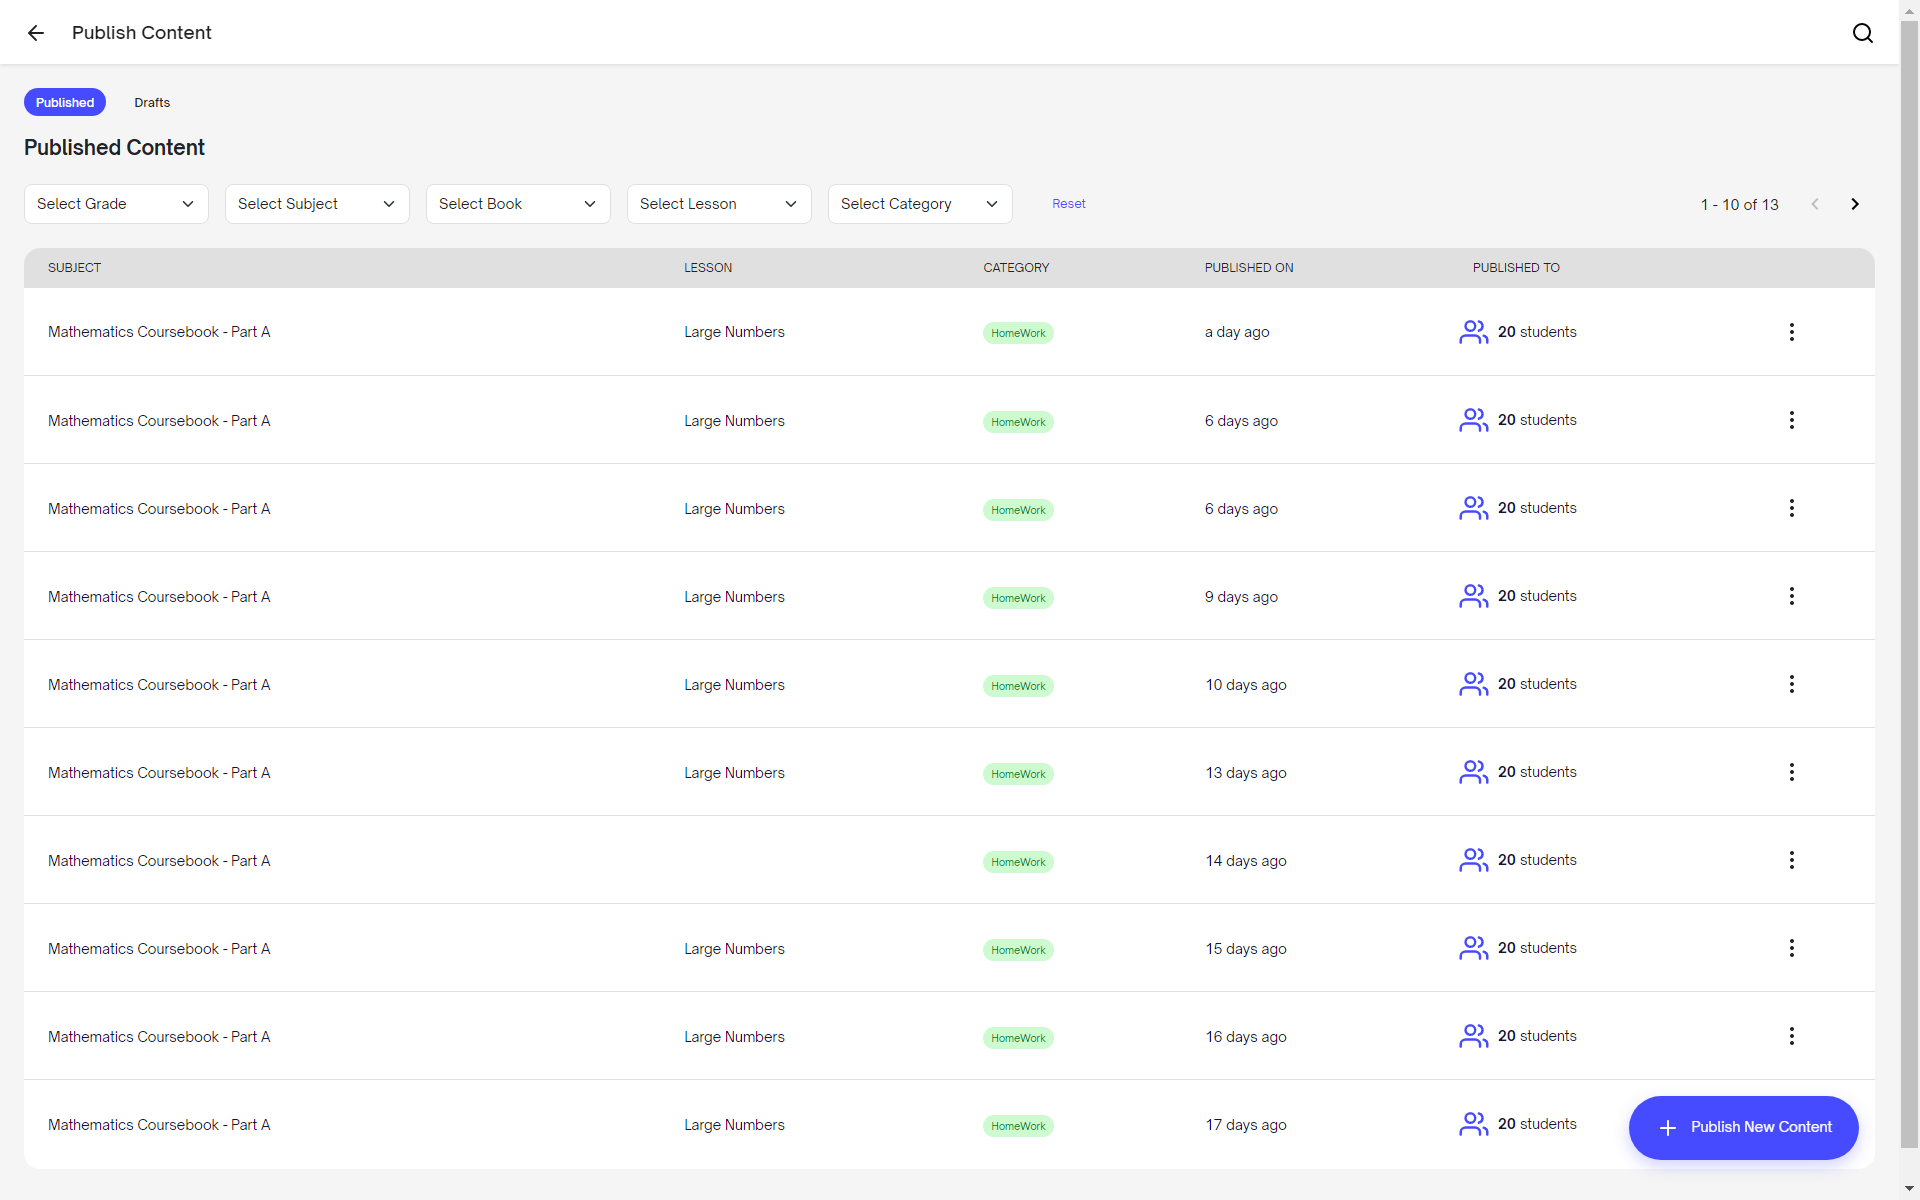 Publish Content
Published Drafts
Published Content
Select Grade Select Subject Select Book Select Lesson Select Category Reset 1 - 10 of 13
SUBJECT LESSON CATEGORY PUBLISHED ON PUBLISHED TO
Mathematics Coursebook - Part A Large Numbers HomeWork a day ago 20 students
Mathematics Coursebook - Part A Large Numbers HomeWork 6 days ago 20 students
Mathematics Coursebook - Part A Large Numbers HomeWork 6 days ago 20 students
Mathematics Coursebook - Part A Large Numbers HomeWork 9 days ago 20 students
Mathematics Coursebook - Part A Large Numbers HomeWork 10 days ago 20 students
Mathematics Coursebook - Part A Large Numbers HomeWork 13 days ago 20 students
Mathematics Coursebook - Part A HomeWork 14 days ago 20 students
Mathematics Coursebook - Part A Large Numbers HomeWork 15 days ago 20 students
Mathematics Coursebook - Part A Large Numbers HomeWork 16 days ago 20 students
Mathematics Coursebook - Part A Large Numbers HomeWork 17 days ago 20 students
Publish New Content